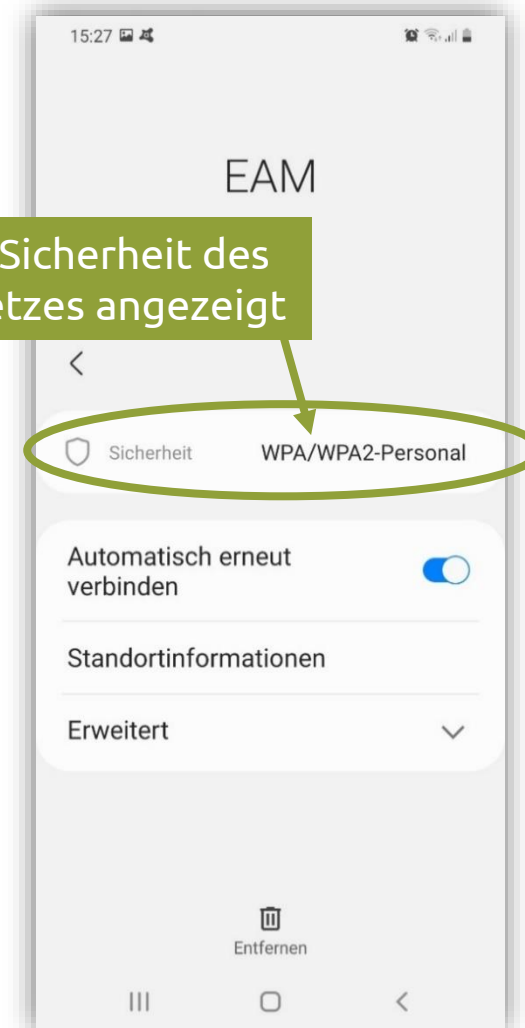 15:27
EAM
Sicherheit des
etzes angezeigt
Sicherheit
WPA/WPA2-Personal
Automatisch erneut
verbinden
Standortinformationen
Erweitert
Entfernen